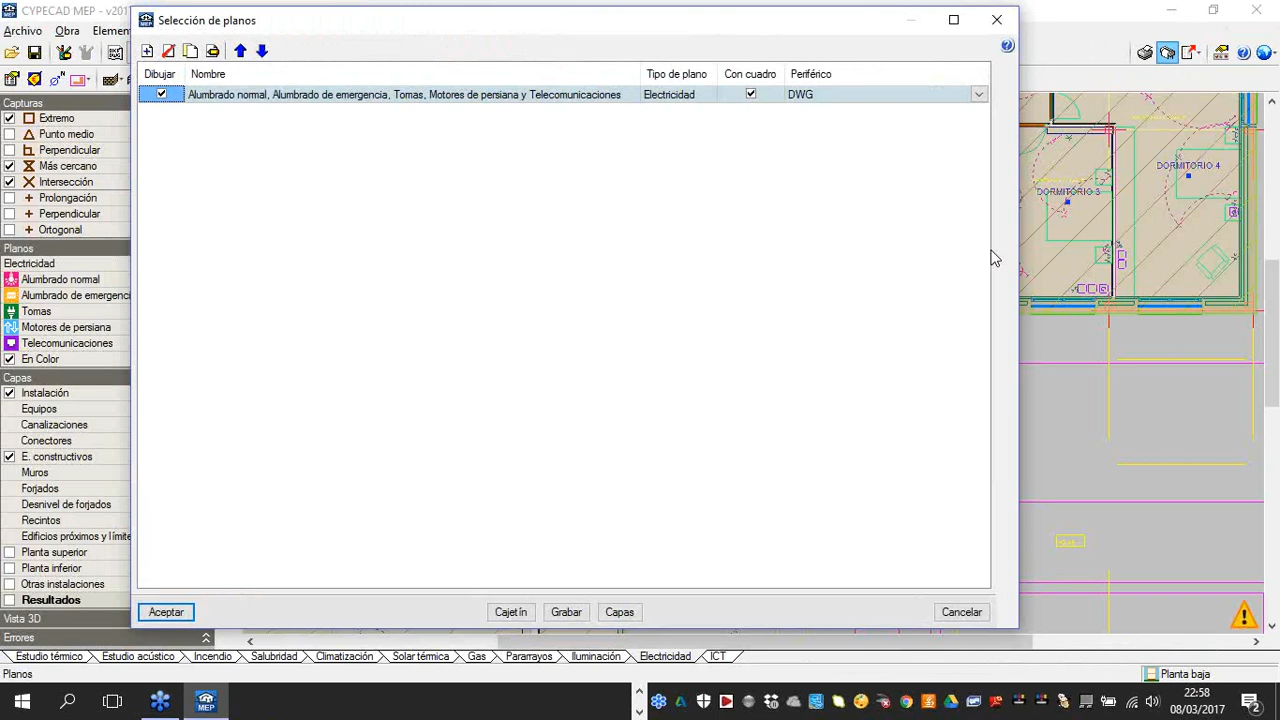 CYPECAD MEP - v201
Selección de planos
MEP
Archivo Obra Elemen
Dibujar Nombre Tipo de plano Con cuadro Periférico
Alumbrado normal, Alumbrado de emergencia, Tomas, Motores de persiana y Telecomunicaciones Electricidad DWG
Capturas
Extremo
Punto medio
Perpendicular
Más cercano
Intersección
Prolongación
Perpendicular
Ortogonal
Planos
Electricidad
Alumbrado normal
Alumbrado de emergencia
Tomas
Motores de persiana
Telecomunicaciones
En Color
Capas
Instalación
Equipos
Canalizaciones
Conectores
E. constructivos
Muros
Forjados
Desnivel de forjados
Recintos
Edificios próximos y límite
Planta superior
Planta inferior
Otras instalaciones
Resultados
Vista 3D
Errores
DORMITORIO 4
DORMITORIO 3
Aceptar Cajetín Grabar Capas Cancelar
Estudio térmico Estudio acústico Incendio Salubridad Climatización Solar térmica Gas Pararrayos Iluminación Electricidad ICT
Planos Planta baja
MEP
22:58
08/03/2017
2